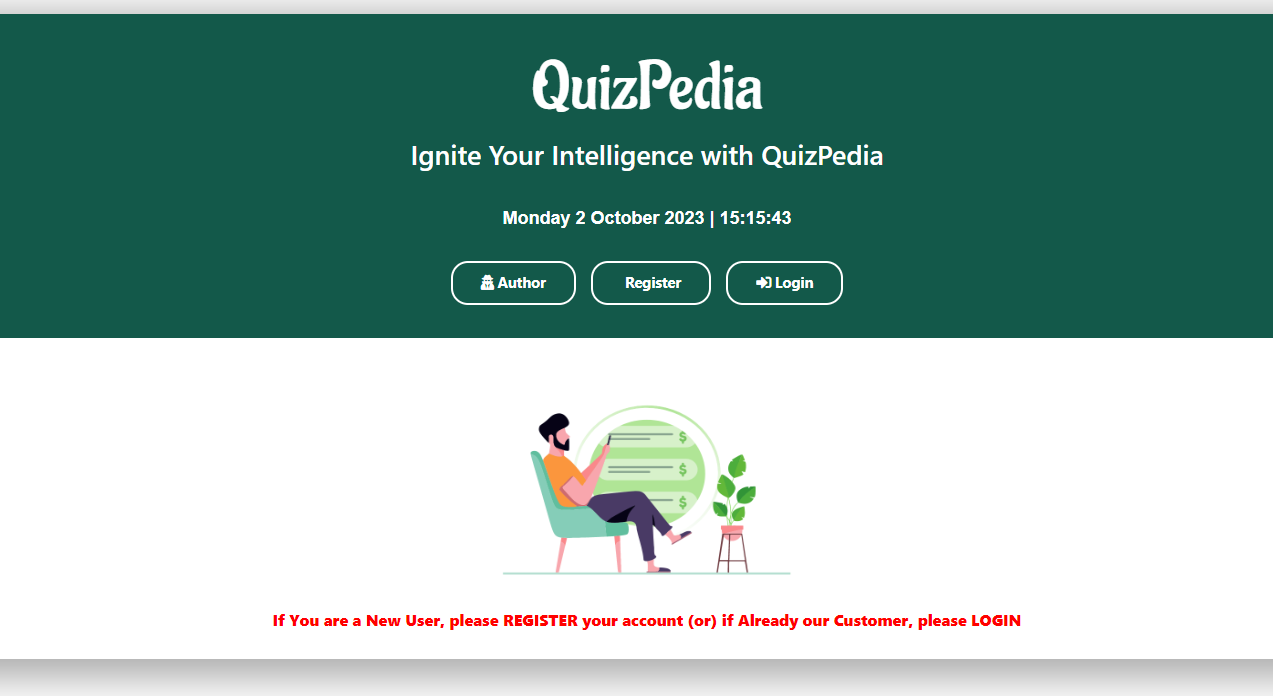 QuizPedia
Ignite Your Intelligence with QuizPedia
Monday 2 October 2023 | 15:15:43
Author Register Login
$
$
$
If You are a New User, please REGISTER your account (or) if Already our Customer, please LOGIN